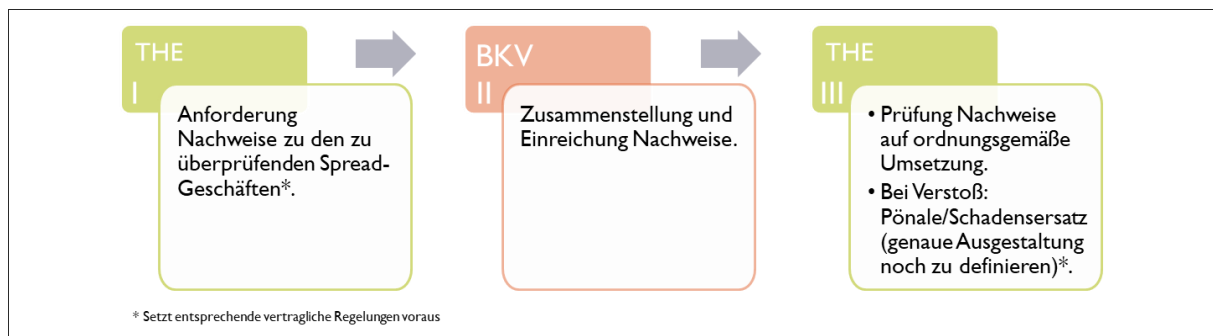 THE
I
Anforderung
Nachweise zu den zu
überprüfenden Spread-
Geschäften*.
BKV
II
Zusammenstellung und
Einreichung Nachweise.
THE
III
• Prüfung Nachweise
auf ordnungsgemäße
Umsetzung.
• Bei Verstoß:
Pönale/Schadensersatz
(genaue Ausgestaltung
noch zu definieren)*.
* Setzt entsprechende vertragliche Regelungen voraus